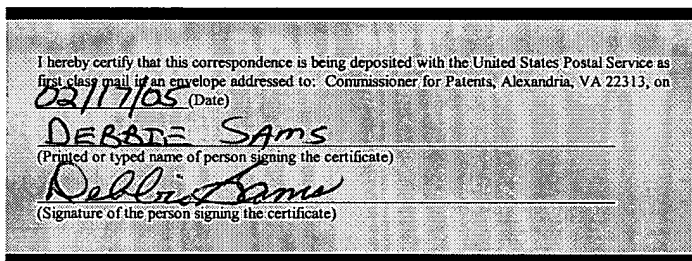 I hereby certify that this correspondence is being deposited with the United States Postal Service as
first class mail in an envelope addressed to: Commissioner for Patents, Alexandria, VA 22313, on
02/17/05 (Date)
DEBBIE SAMS
(Printed or typed name of person signing the certificate)
Debbie Sams
(Signature of the person signing the certificate)